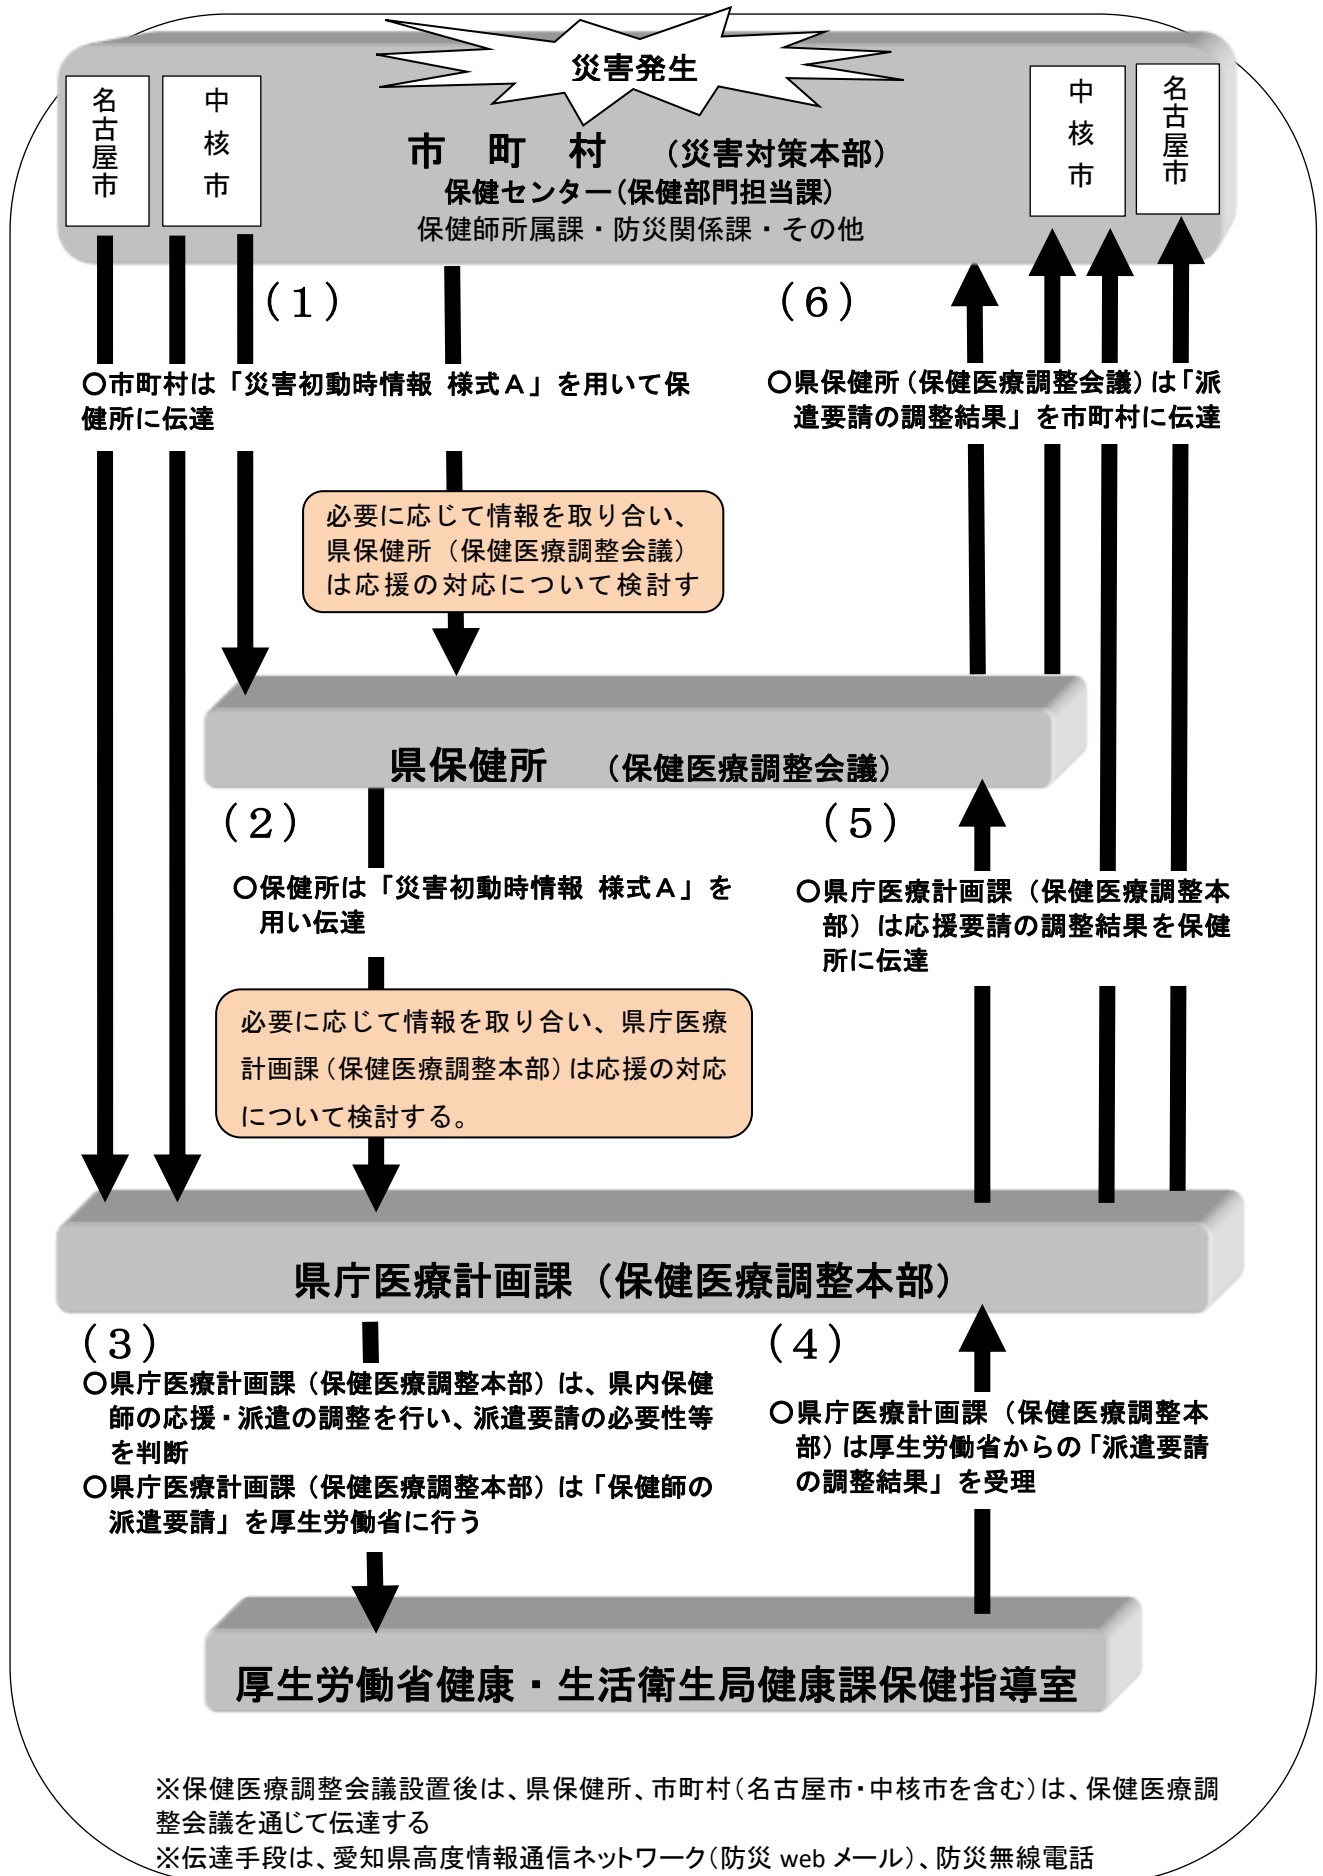 災害発生
名古屋市
中核市
中核市
名古屋市
市　町　村　（災害対策本部）
保健センター（保健部門担当課）
保健師所属課・防災関係課・その他
（１）
（６）
〇市町村は「災害初動時情報 様式Ａ」を用いて保
健所に伝達
〇県保健所（保健医療調整会議）は「派
遣要請の調整結果」を市町村に伝達
必要に応じて情報を取り合い、
県保健所（保健医療調整会議）
は応援の対応について検討す
県保健所　（保健医療調整会議）
（２）
（５）
〇保健所は「災害初動時情報 様式Ａ」を
用い伝達
〇県庁医療計画課（保健医療調整本
部）は応援要請の調整結果を保健
所に伝達
必要に応じて情報を取り合い、県庁医療
計画課（保健医療調整本部）は応援の対応
について検討する。
県庁医療計画課（保健医療調整本部）
（３）
（４）
〇県庁医療計画課（保健医療調整本部）は、県内保健
師の応援・派遣の調整を行い、派遣要請の必要性等
を判断
〇県庁医療計画課（保健医療調整本部）は「保健師の
派遣要請」を厚生労働省に行う
〇県庁医療計画課（保健医療調整本
部）は厚生労働省からの「派遣要請
の調整結果」を受理
厚生労働省健康・生活衛生局健康課保健指導室
※保健医療調整会議設置後は、県保健所、市町村（名古屋市・中核市を含む）は、保健医療調
整会議を通じて伝達する
※伝達手段は、愛知県高度情報通信ネットワーク（防災 web メール）、防災無線電話